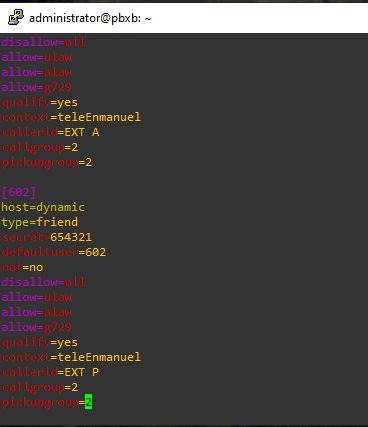 administrator@pbxb: ~
disallow=all
allow=ulaw
allow=alaw
allow=g729
qualify=yes
context=teleEnmanuel
callerid=EXT A
callgroup=2
pickupgroup=2
[602]
host=dynamic
type=friend
secret=654321
defaultuser=602
nat=no
disallow=all
allow=ulaw
allow=alaw
allow=g729
qualify=yes
context=teleEnmanuel
callerid=EXT P
callgroup=2
pickupgroup=2